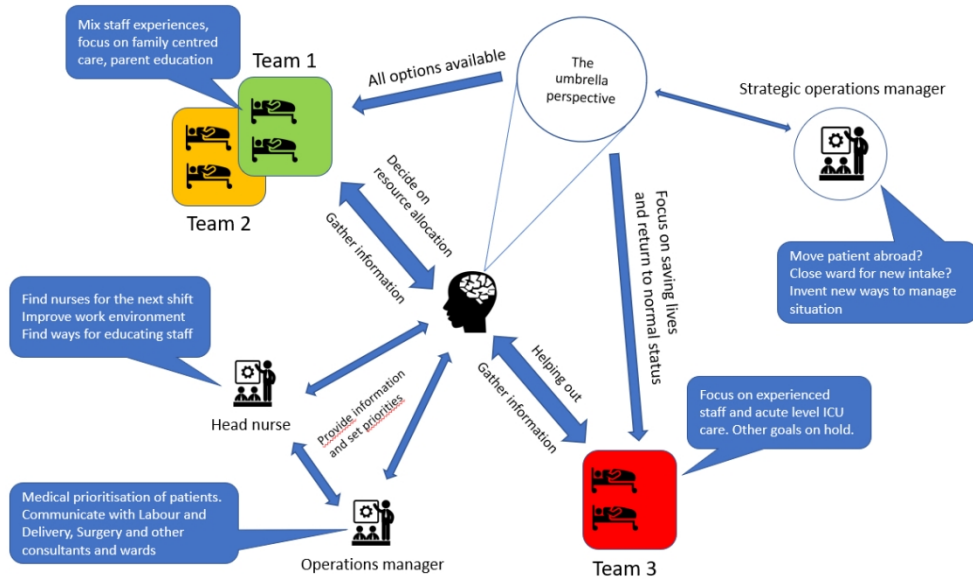 Mix staff experiences,
focus on family centred
care, parent education
Team 1
All options available
The
umbrella
perspective
Strategic operations manager
Team 2
Decide on
resource allocation
Gather information
Focus on saving lives
and return to normal status
Move patient abroad?
Close ward for new intake?
Invent new ways to manage
situation
Find nurses for the next shift
Improve work environment
Find ways for educating staff
Head nurse
Provide information
and set priorities
Helping out
Gather information
Focus on experienced
staff and acute level ICU
care. Other goals on hold.
Medical prioritisation of patients.
Communicate with Labour and
Delivery, Surgery and other
consultants and wards
Operations manager
Team 3